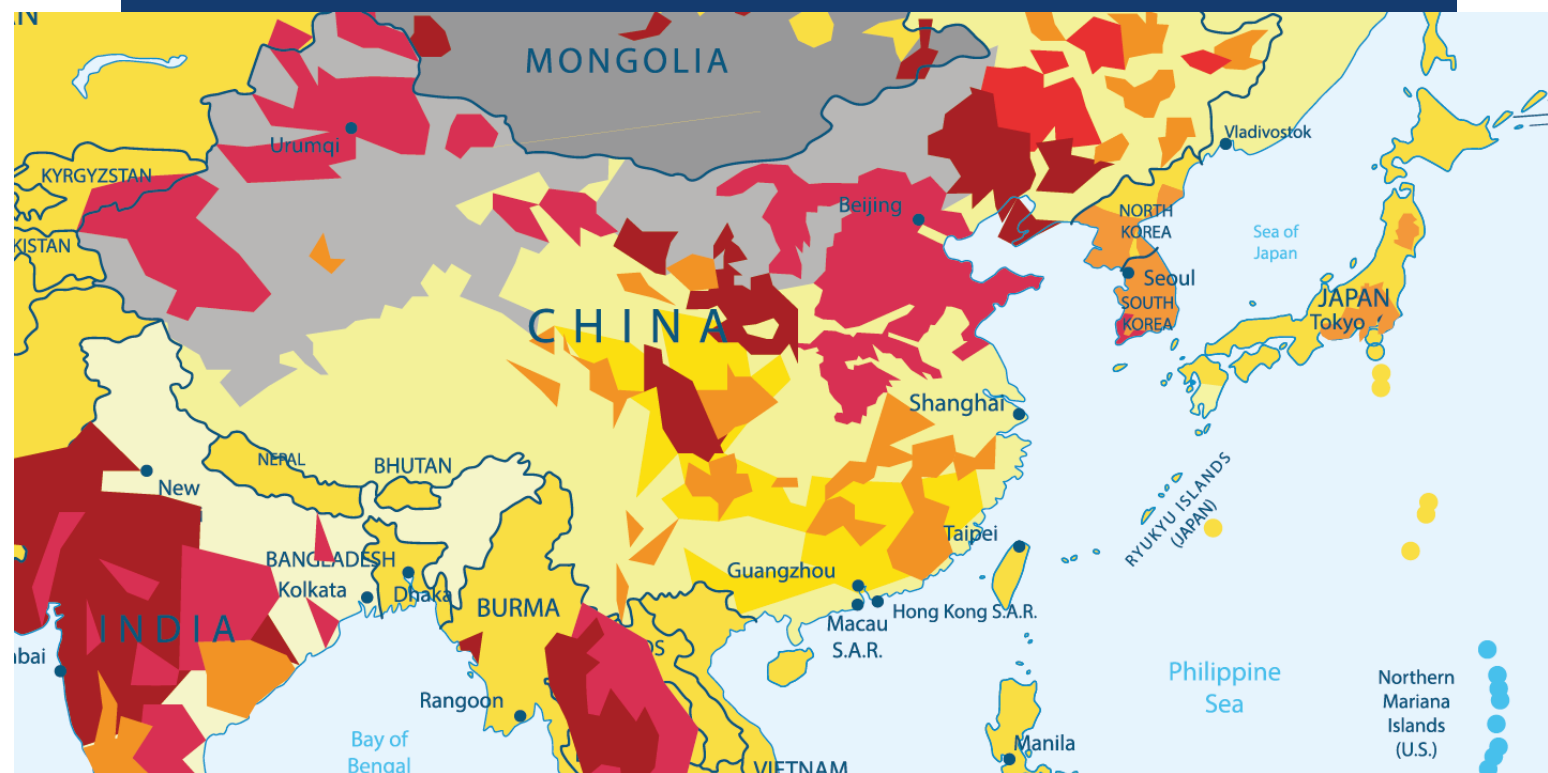 MONGOLIA
Urumqi
Vladivostok
KYRGYZSTAN
Beijing
NORTH
KOREA
KISTAN
Sea of
Japan
Seoul
SOUTH
KOREA
JAPAN
Tokyo
CHINA
Shanghai
NEPAL
BHUTAN
New
RYUKYU ISLANDS
(JAPAN)
Taipei
BANGLADESH
Kolkata
Dhaka
Guangzhou
BURMA
Hong Kong S.A.R.
Macau
S.A.R.
INDIA
OS
bai
Rangoon
Philippine
Sea
Northern
Mariana
Islands
(U.S.)
Bay of
Bengal
Manila
VIETNAM